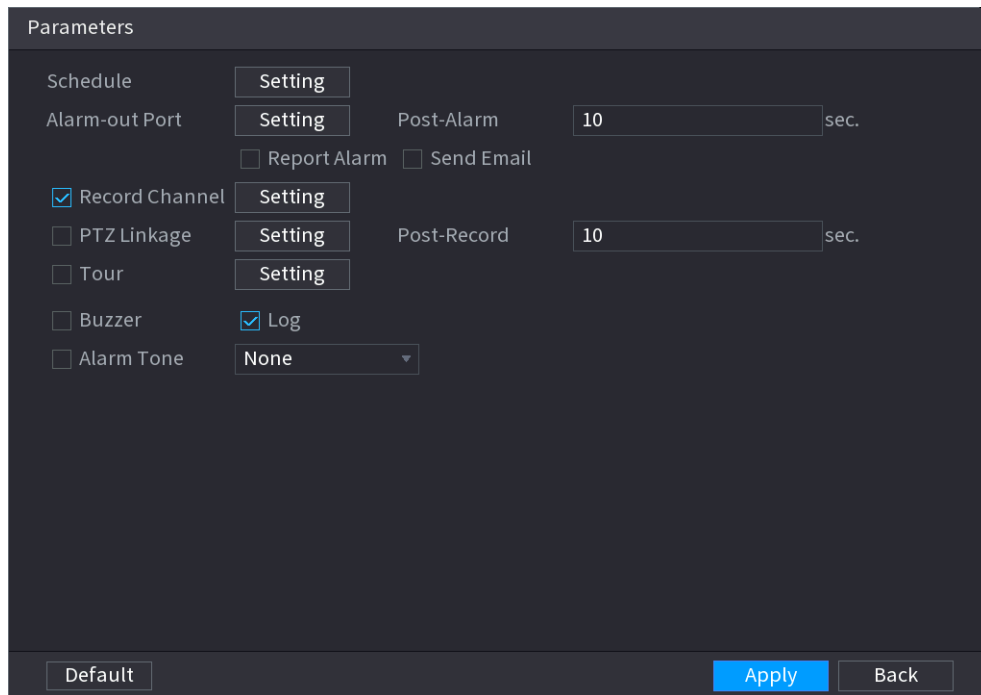 Parameters
Schedule Setting
Alarm-out Port Setting Post-Alarm 10 sec.
Report Alarm Send Email
Record Channel Setting
PTZ Linkage Setting Post-Record 10 sec.
Tour Setting
Buzzer Log
Alarm Tone None
Default Apply Back